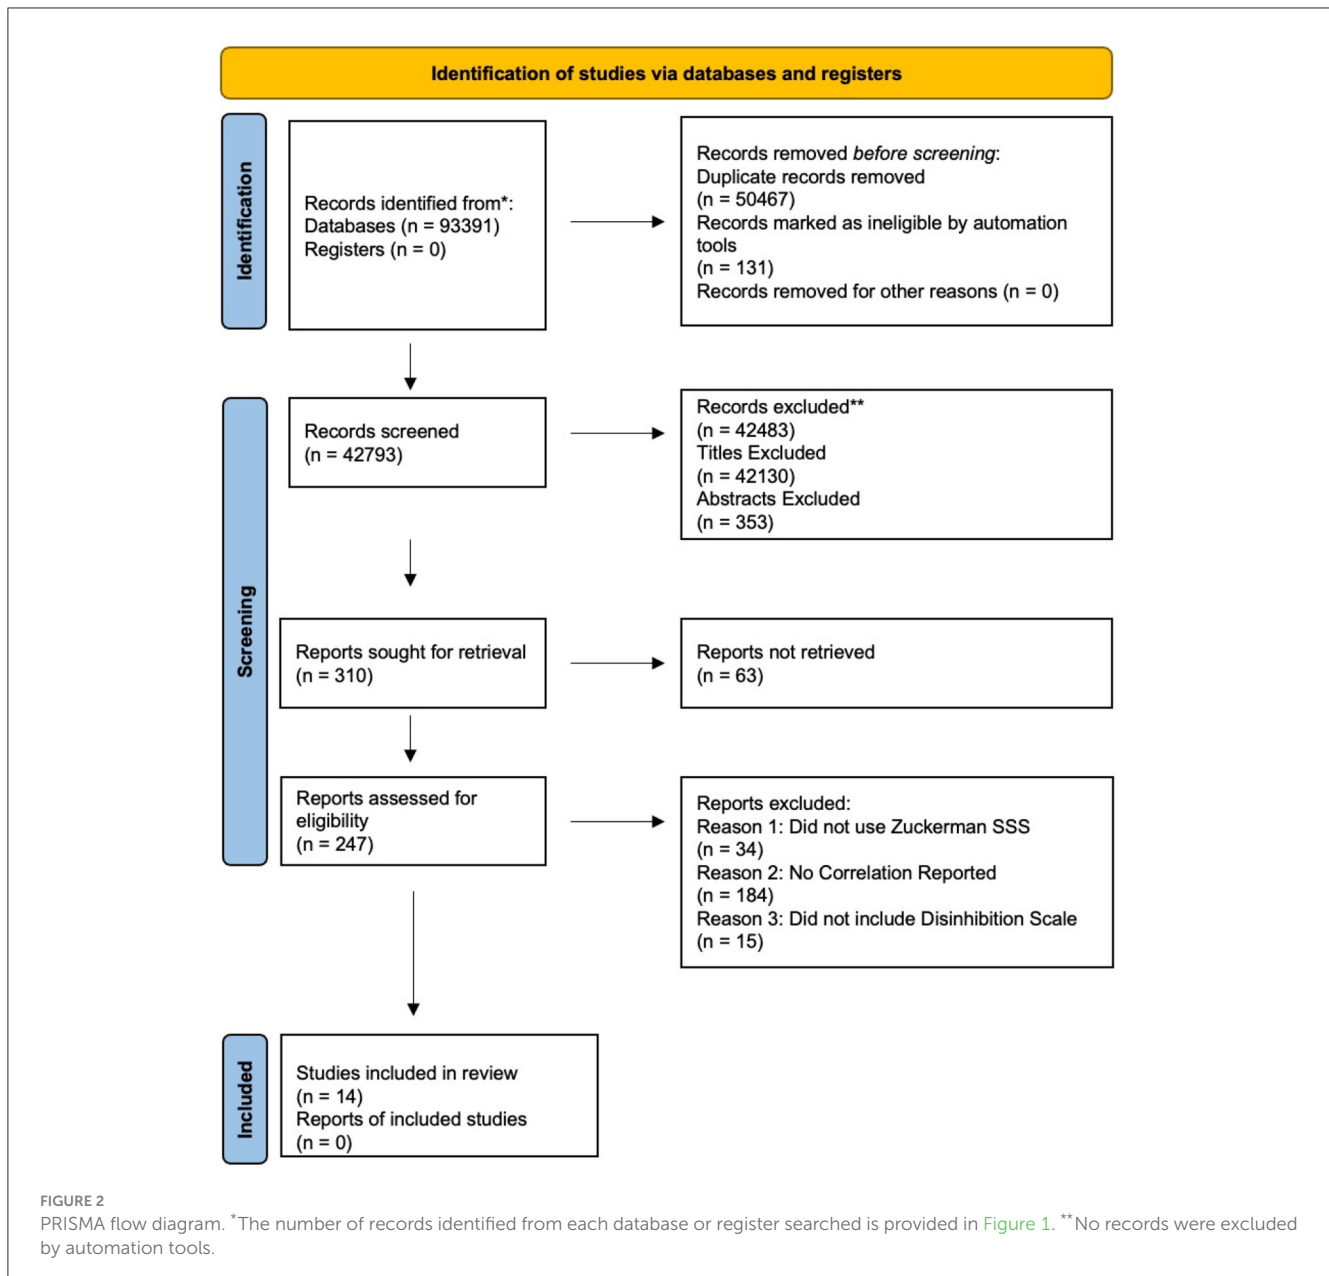 Identification of studies via databases and registers
Identification
Records identified from*:
Databases (n = 93391)
Registers (n = 0)
Records removed before screening:
Duplicate records removed
(n = 50467)
Records marked as ineligible by automation
tools
(n = 131)
Records removed for other reasons (n = 0)
Screening
Records screened
(n = 42793)
Records excluded**
(n = 42483)
Titles Excluded
(n = 42130)
Abstracts Excluded
(n = 353)
Reports sought for retrieval
(n = 310)
Reports not retrieved
(n = 63)
Reports assessed for
eligibility
(n = 247)
Reports excluded:
Reason 1: Did not use Zuckerman SSS
(n = 34)
Reason 2: No Correlation Reported
(n = 184)
Reason 3: Did not include Disinhibition Scale
(n = 15)
Included
Studies included in review
(n = 14)
Reports of included studies
(n = 0)
FIGURE 2
PRISMA flow diagram. *The number of records identified from each database or register searched is provided in Figure 1. **No records were excluded
by automation tools.